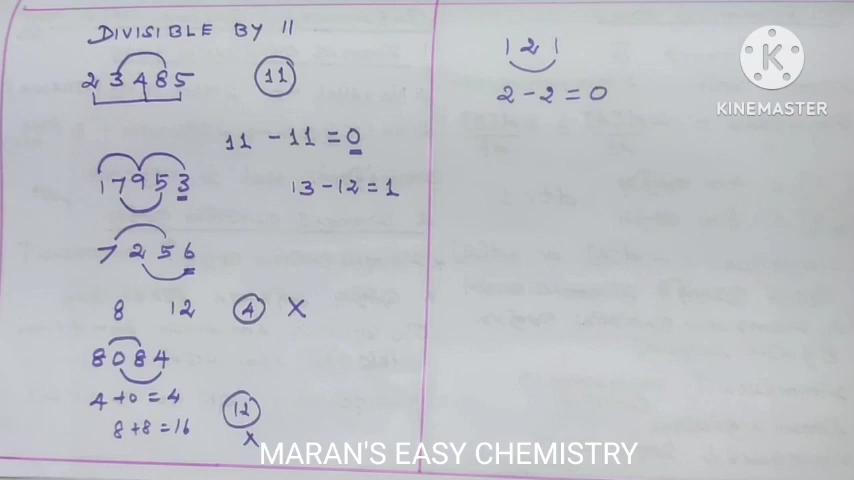 DIVISIBLE BY 11
23485 11
11 - 11 = 0
17953 13 - 12 = 1
7256
8 12 4 X
8084
4 + 0 = 4
8 + 8 = 16 12
X
121
2 - 2 = 0
KINEMASTER
MARAN'S EASY CHEMISTRY